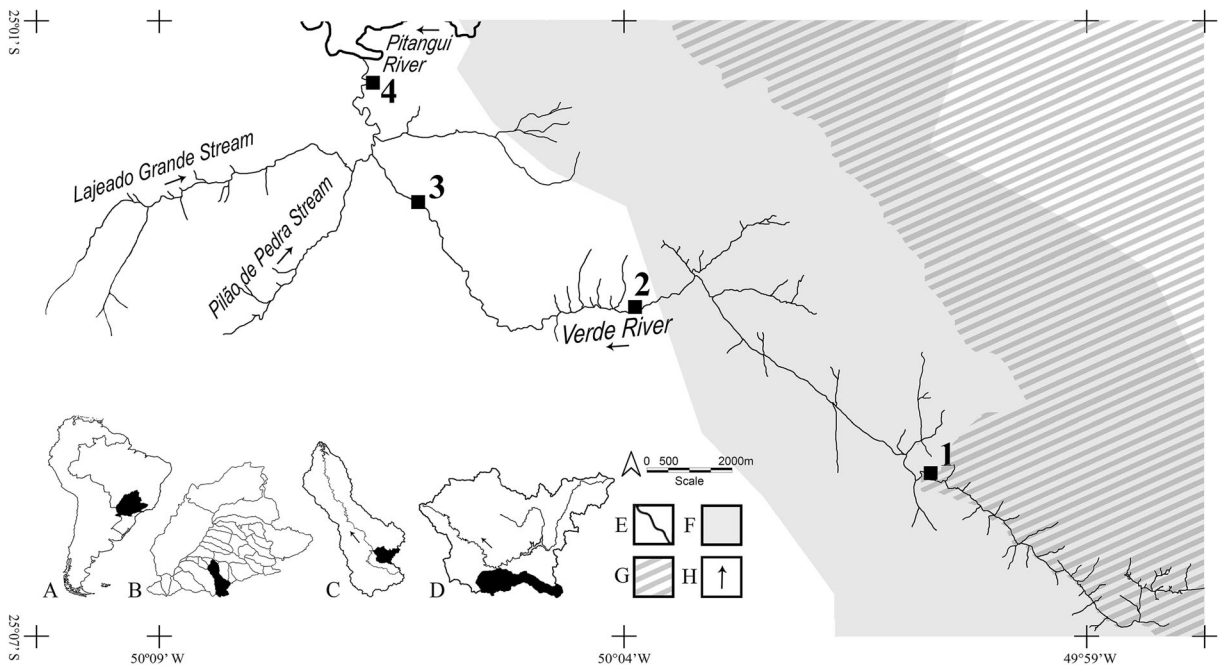 25°01' S
Pitangui
River
4
Lajeado Grande Stream
3
Pilão de Pedra Stream
2
Verde River
1
0 500 2000m
Scale
A
B
C
D
E
F
G
H
25°07' S
50°09' W
50°04' W
49°59' W